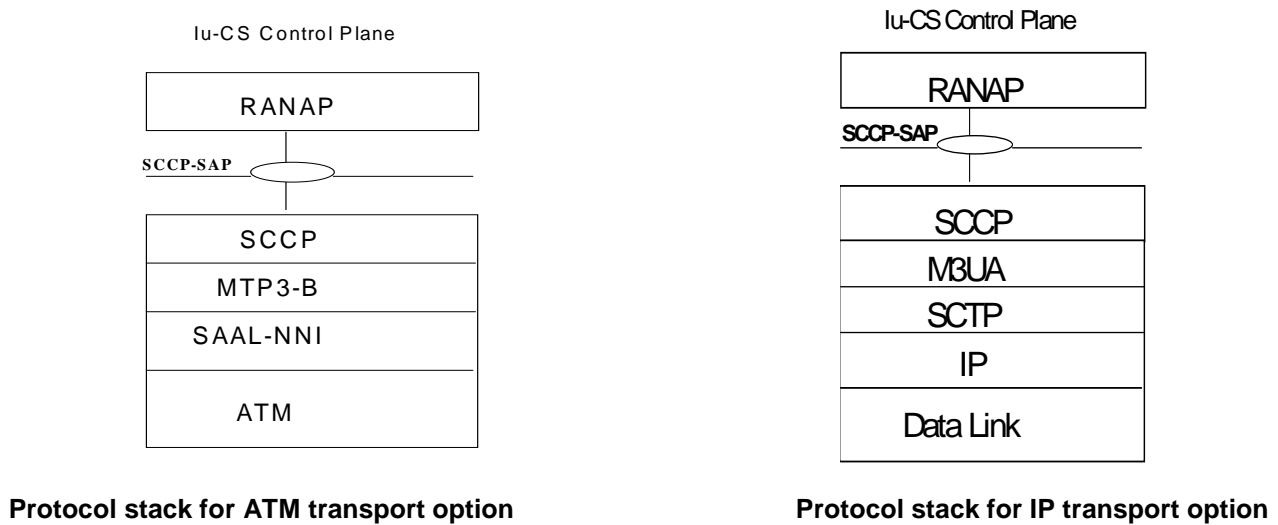 Iu-CS Control Plane
RANAP
SCCP-SAP
SCCP
MTP3-B
SAAL-NNI
ATM
Protocol stack for ATM transport option
Iu-CS Control Plane
RANAP
SCCP-SAP
SCCP
M3UA
SCTP
IP
Data Link
Protocol stack for IP transport option